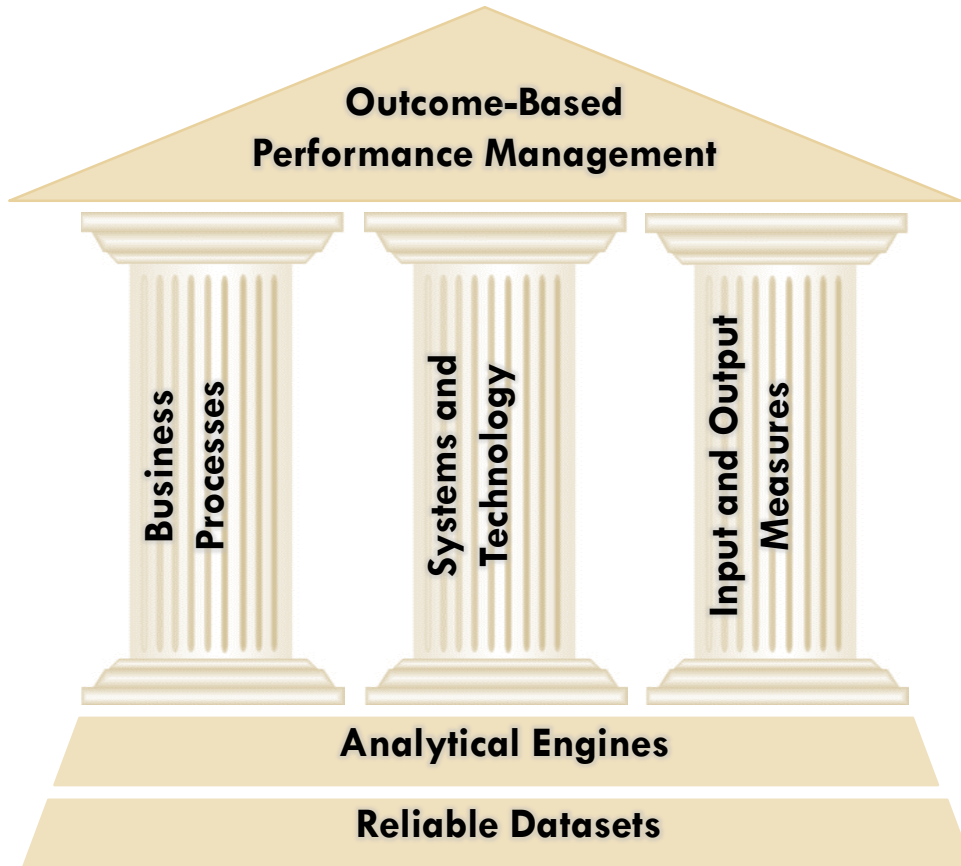 Outcome-Based
Performance Management
Business
Processes
Systems and
Technology
Input and Output
Measures
Analytical Engines
Reliable Datasets